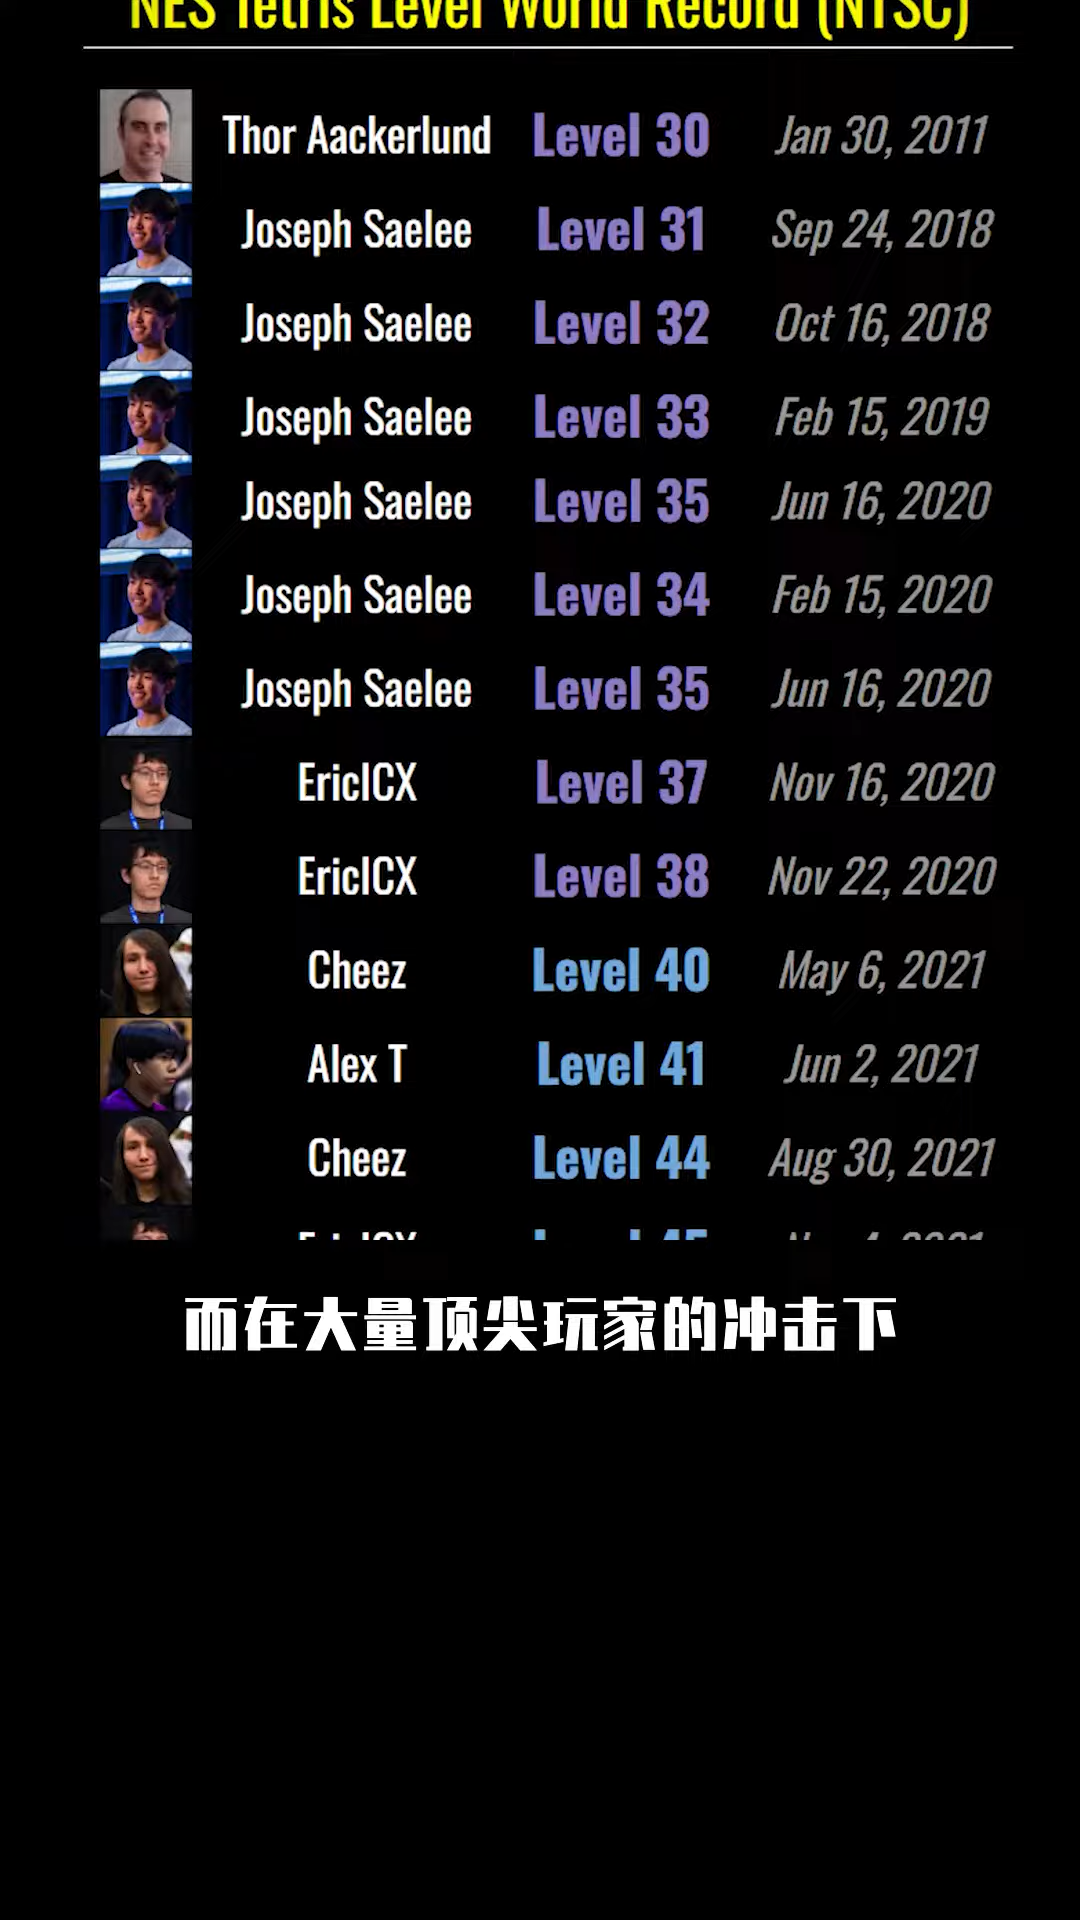 NES Tetris Level World Record (NTSC)
Thor Aackerlund Level 30 Jan 30, 2011
Joseph Saelee Level 31 Sep 24, 2018
Joseph Saelee Level 32 Oct 16, 2018
Joseph Saelee Level 33 Feb 15, 2019
Joseph Saelee Level 35 Jun 16, 2020
Joseph Saelee Level 34 Feb 15, 2020
Joseph Saelee Level 35 Jun 16, 2020
EricICX Level 37 Nov 16, 2020
EricICX Level 38 Nov 22, 2020
Cheez Level 40 May 6, 2021
Alex T Level 41 Jun 2, 2021
Cheez Level 44 Aug 30, 2021
而在大量顶尖玩家的冲击下